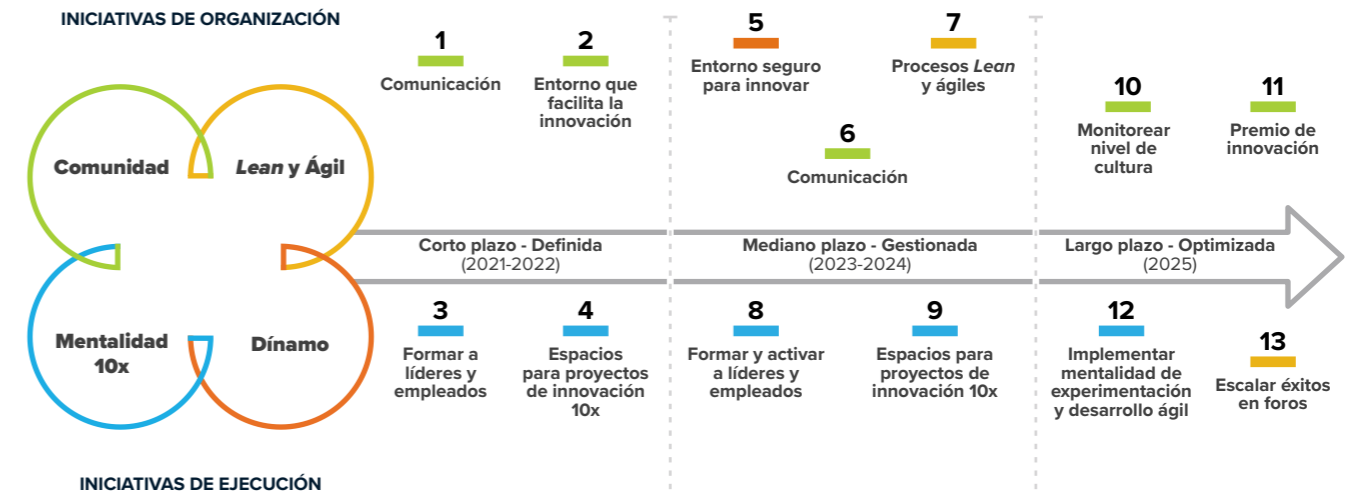 INICIATIVAS DE ORGANIZACIÓN
Comunidad
Lean y Ágil
Mentalidad
10x
Dínamo
INICIATIVAS DE EJECUCIÓN
1
Comunicación
2
Entorno que
facilita la
innovación
5
Entorno seguro
para innovar
6
Comunicación
7
Procesos Lean
y ágiles
10
Monitorear
nivel de
cultura
11
Premio de
innovación
Corto plazo - Definida
(2021-2022)
Mediano plazo - Gestionada
(2023-2024)
Largo plazo - Optimizada
(2025)
3
Formar a
líderes y
empleados
4
Espacios
para proyectos
de innovación
10x
8
Formar y activar
a líderes y
empleados
9
Espacios para
proyectos de
innovación 10x
12
Implementar
mentalidad de
experimentación
y desarrollo ágil
13
Escalar éxitos
en foros